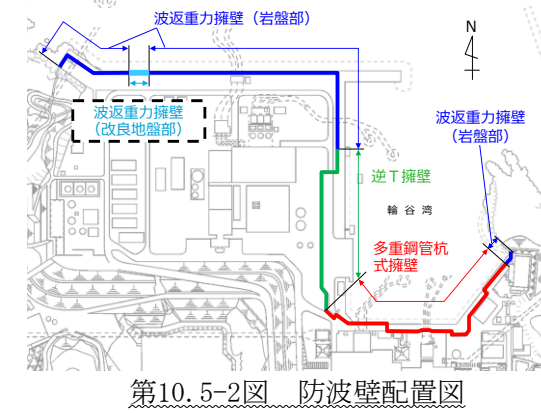 波返重力擁壁（岩盤部）
N
波返重力擁壁
（改良地盤部）
波返重力擁壁
（岩盤部）
逆Ｔ擁壁
輪谷湾
多重鋼管杭
式擁壁
第10.5-2図　防波壁配置図